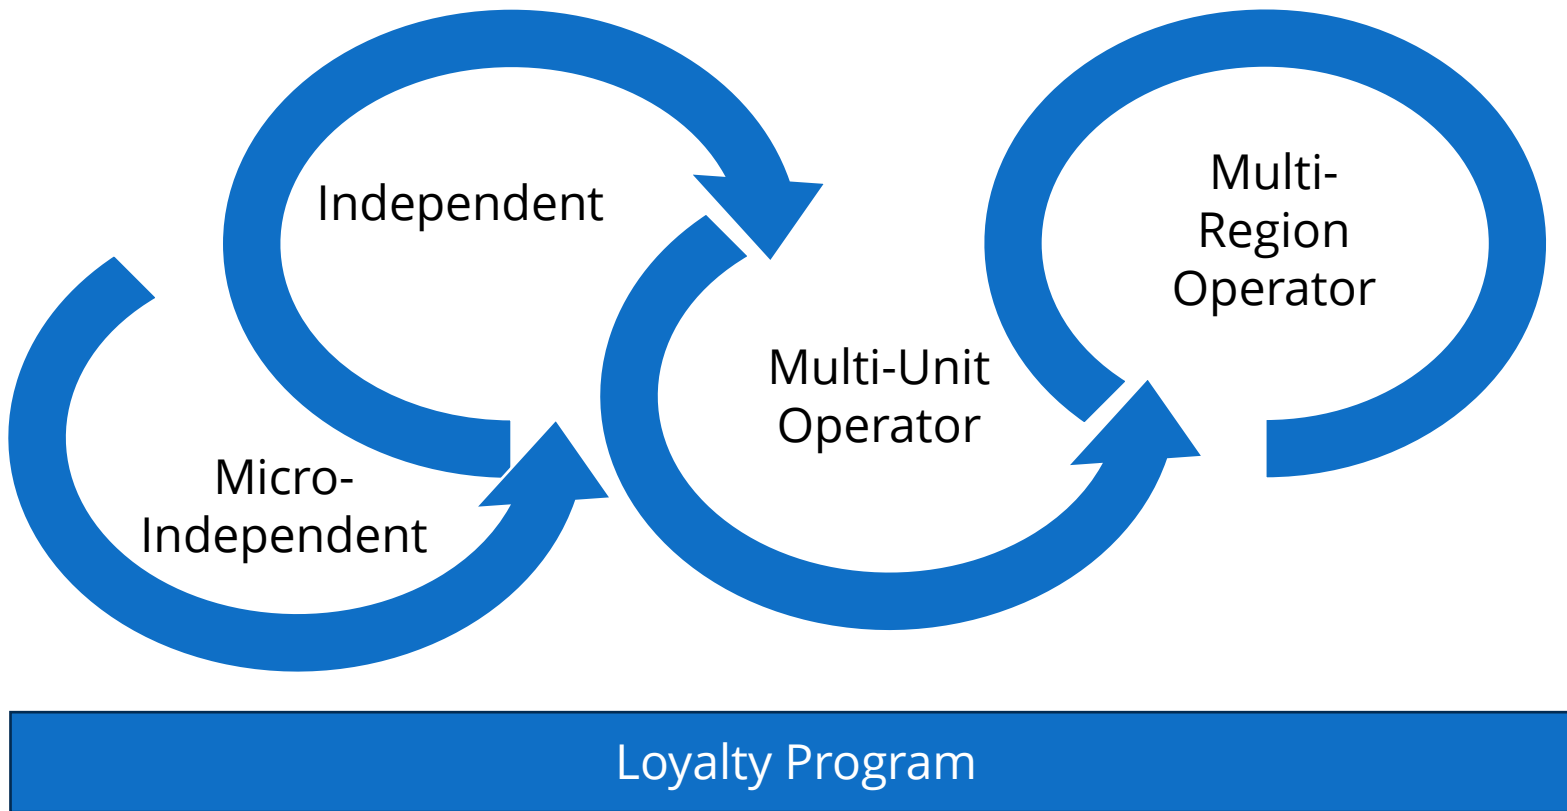 Micro-
Independent
Independent
Multi-Unit
Operator
Multi-
Region
Operator
Loyalty Program